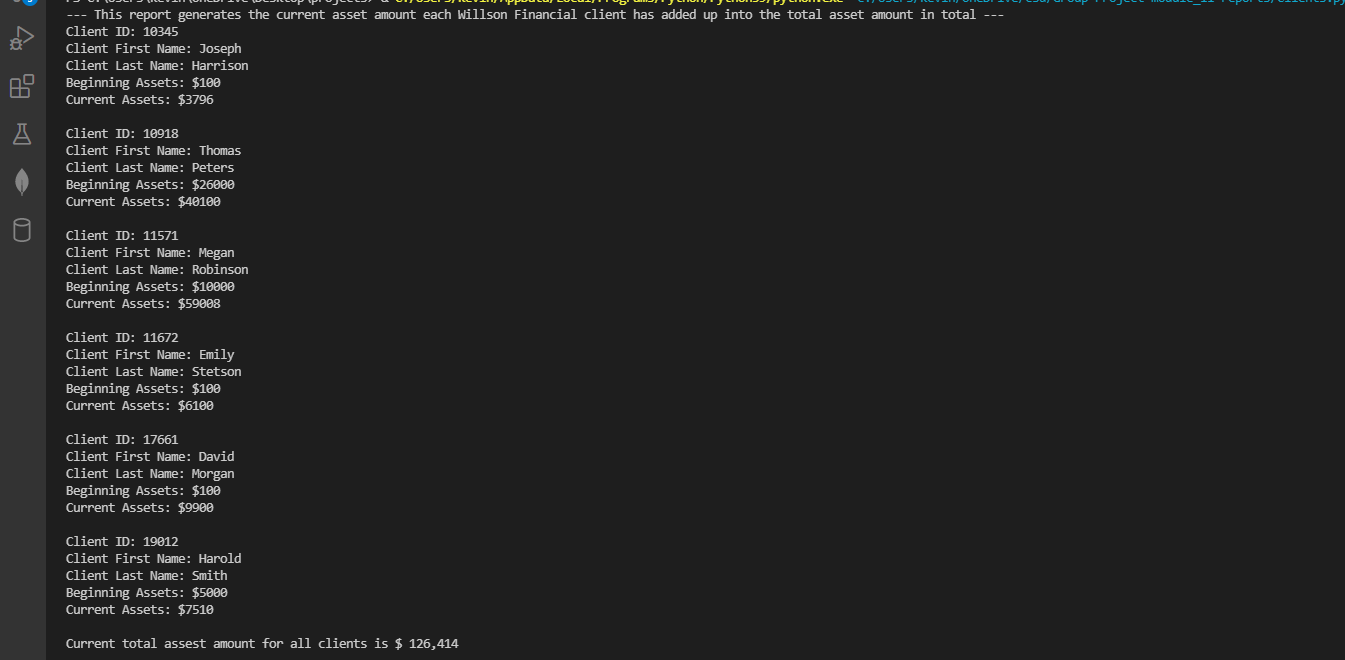 --- This report generates the current asset amount each Willson Financial client has added up into the total asset amount in total ---
Client ID: 10345
Client First Name: Joseph
Client Last Name: Harrison
Beginning Assets: $100
Current Assets: $3796
Client ID: 10918
Client First Name: Thomas
Client Last Name: Peters
Beginning Assets: $26000
Current Assets: $40100
Client ID: 11571
Client First Name: Megan
Client Last Name: Robinson
Beginning Assets: $10000
Current Assets: $59008
Client ID: 11672
Client First Name: Emily
Client Last Name: Stetson
Beginning Assets: $100
Current Assets: $6100
Client ID: 17661
Client First Name: David
Client Last Name: Morgan
Beginning Assets: $100
Current Assets: $9900
Client ID: 19012
Client First Name: Harold
Client Last Name: Smith
Beginning Assets: $5000
Current Assets: $7510
Current total assest amount for all clients is $ 126,414